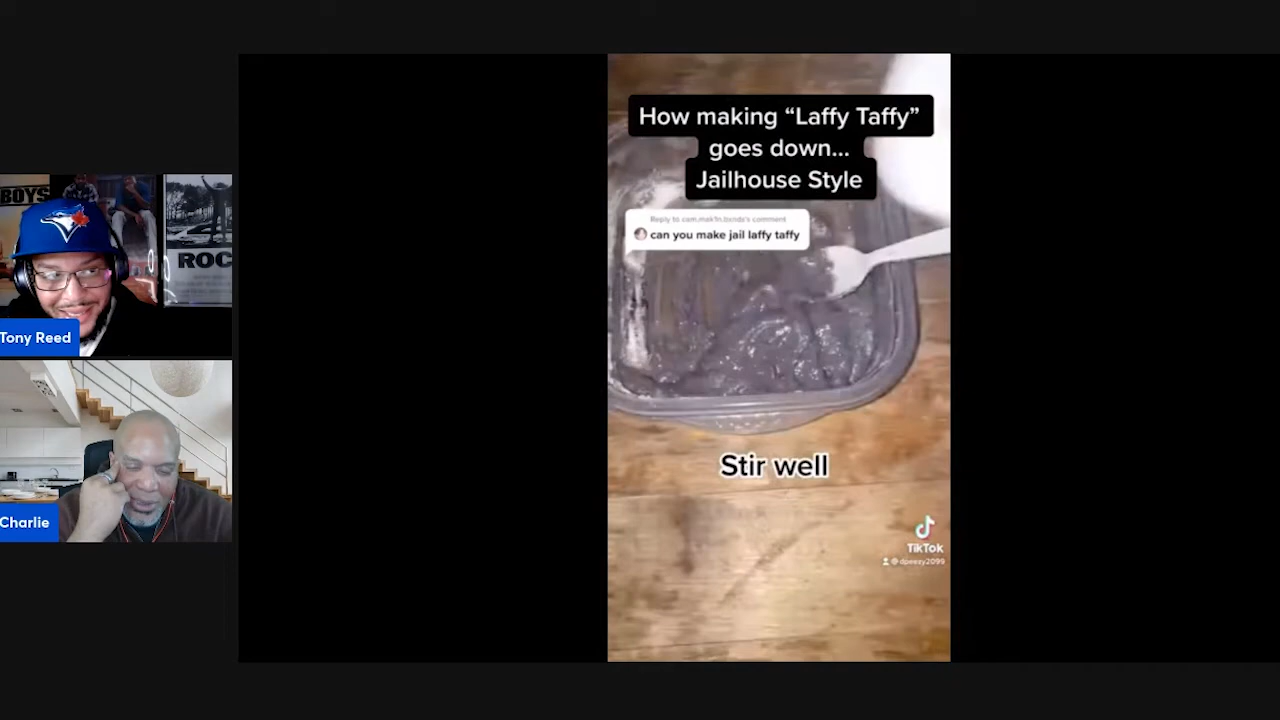 BOYS
ROC
Tony Reed
Charlie
How making “Laffy Taffy”
goes down...
Jailhouse Style
can you make jail laffy taffy
Stir well
TikTok
@dpeezy2099